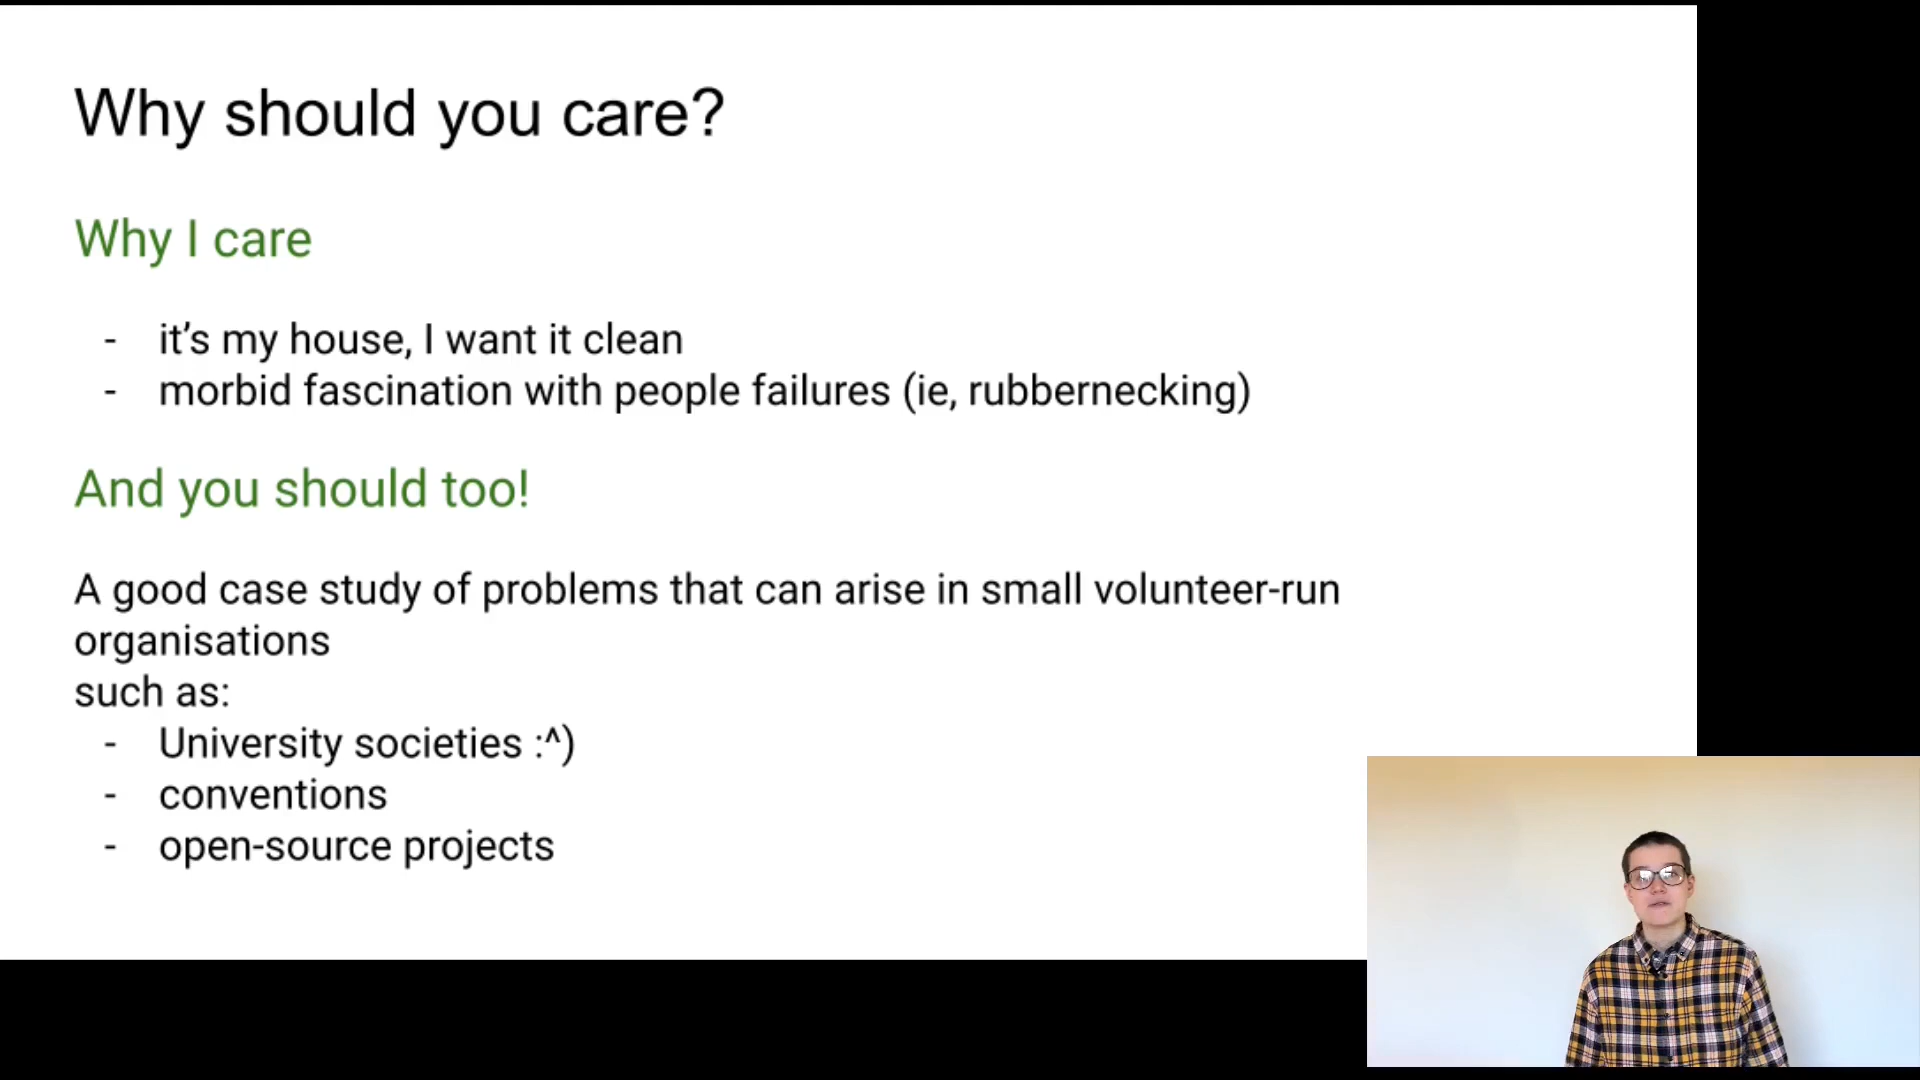 Why should you care?
Why I care
- it’s my house, I want it clean
- morbid fascination with people failures (ie, rubbernecking)
And you should too!
A good case study of problems that can arise in small volunteer-run
organisations
such as:
- University societies :^)
- conventions
- open-source projects